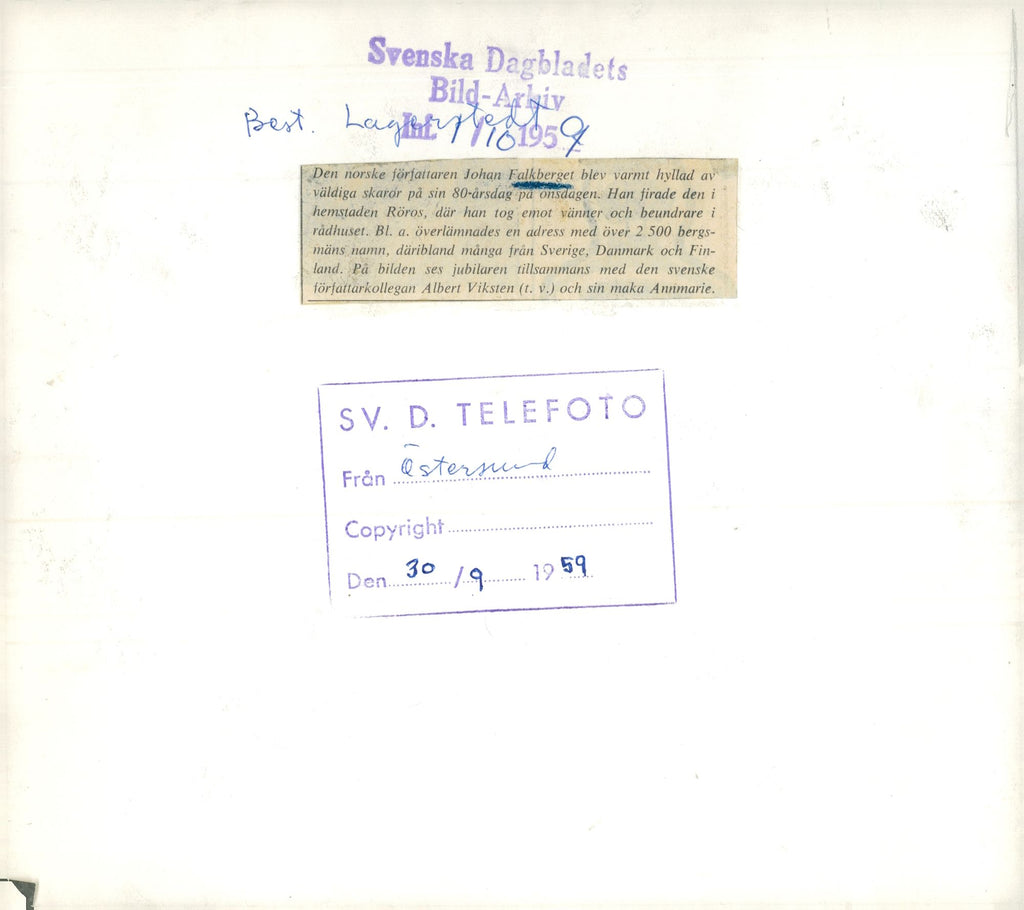 Svenska Dagbladets
Bild-Arkiv
Best. Lagerstedt
Inf. 1/10 1959
Den norske författaren Johan Falkberget blev varmt hyllad av
väldiga skaror på sin 80-årsdag på onsdagen. Han firade den i
hemstaden Röros, där han tog emot vänner och beundrare i
rådhuset. Bl. a. överlämnades en adress med över 2 500 bergs-
mäns namn, däribland många från Sverige, Danmark och Fin-
land. På bilden ses jubilaren tillsammans med den svenske
författarkollegan Albert Viksten (t. v.) och sin maka Annmarie.
SV. D. TELEFOTO
Från Östersund
Copyright
Den 30 / 9 1959